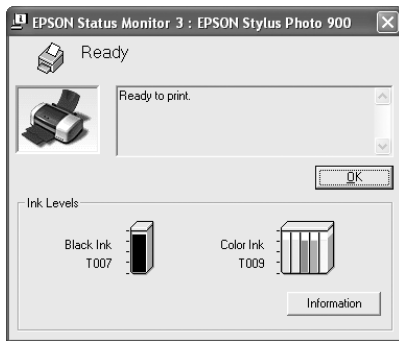 EPSON Status Monitor 3 : EPSON Stylus Photo 900
Ready
Ready to print.
OK
Ink Levels
Black Ink
T007
Color Ink
T009
Information